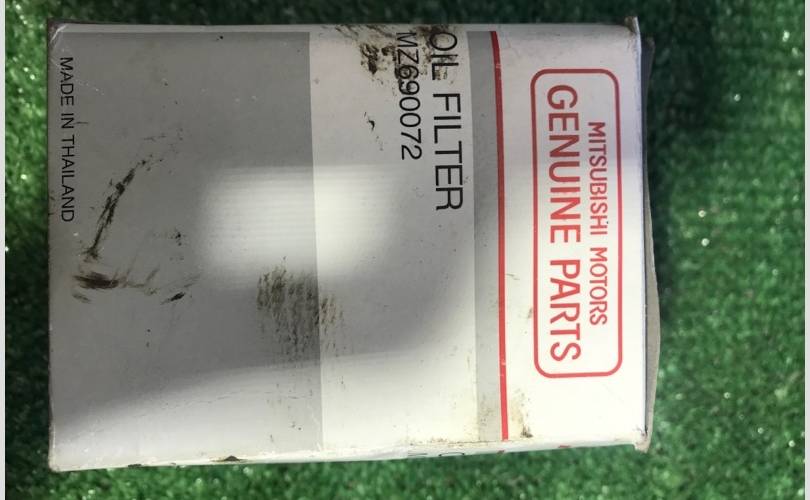 MITSUBISHI MOTORS
GENUINE PARTS
OIL FILTER
MZ690072
MADE IN THAILAND